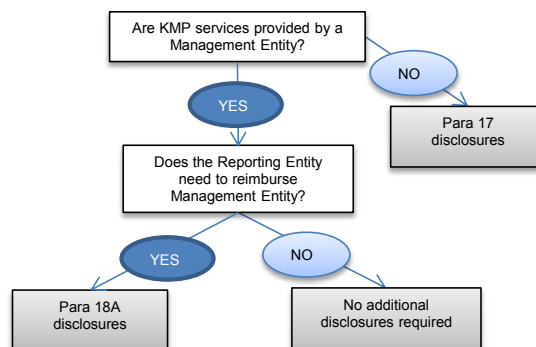 Are KMP services provided by a
Management Entity?
NO
YES
Para 17
disclosures
Does the Reporting Entity
need to reimburse
Management Entity?
YES
NO
Para 18A
disclosures
No additional
disclosures required